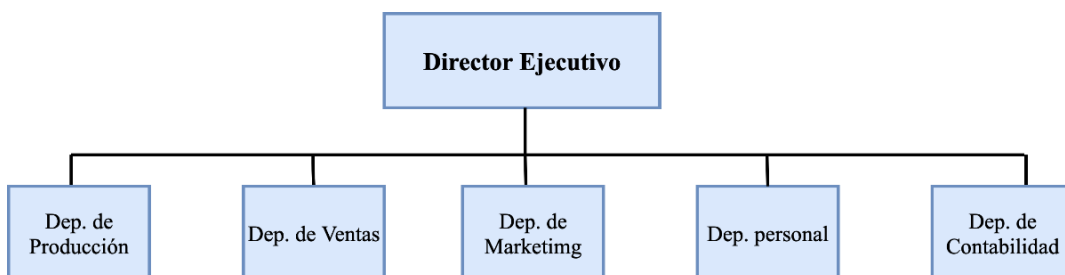 Director Ejecutivo
Dep. de
Producción
Dep. de Ventas
Dep. de
Marketimg
Dep. personal
Dep. de
Contabilidad